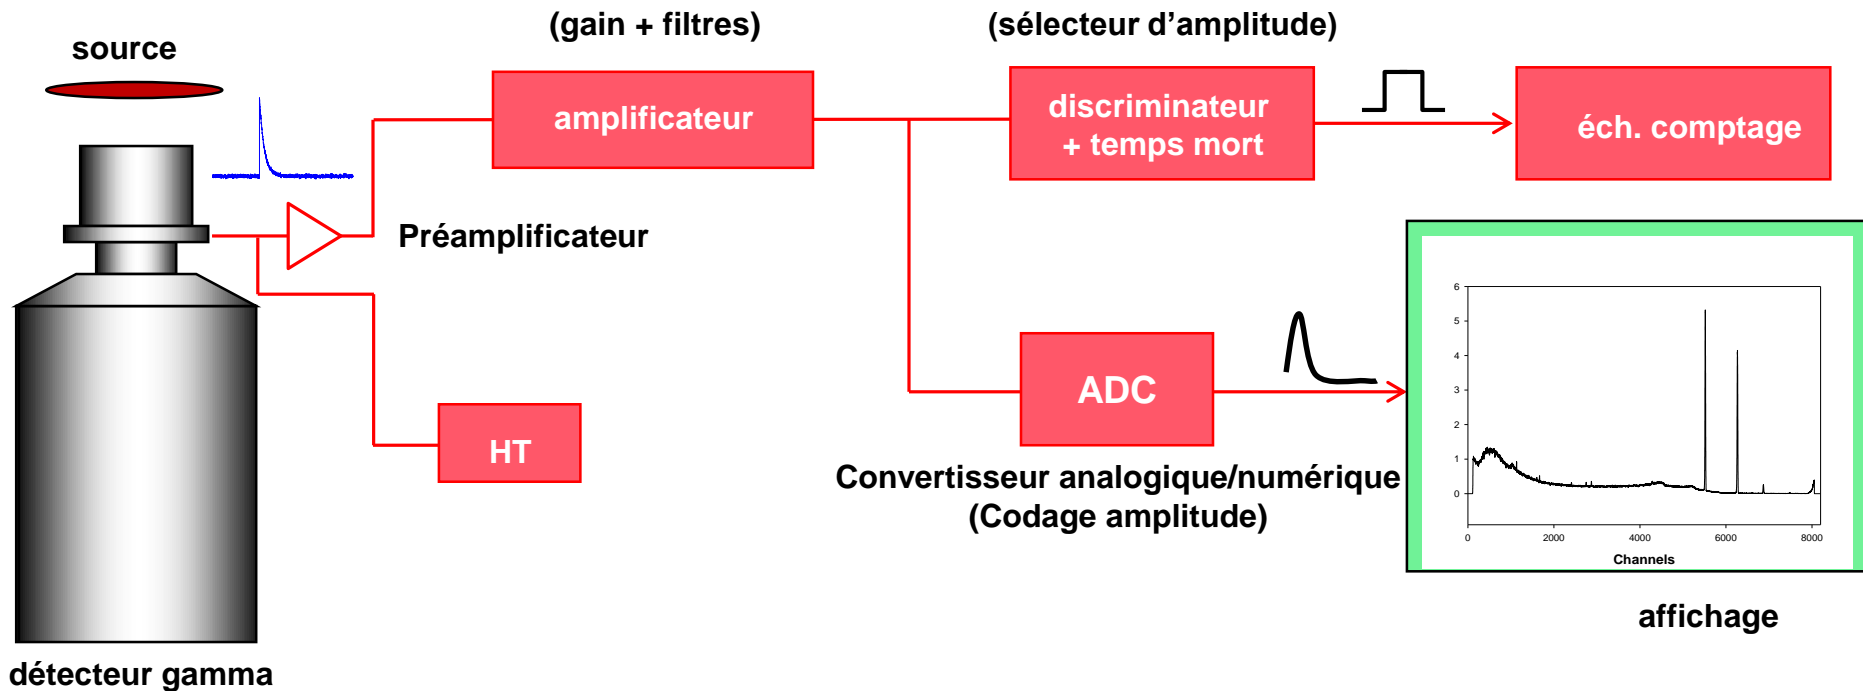 (gain + filtres)
(sélecteur d’amplitude)
source
amplificateur
discriminateur
+ temps mort
éch. comptage
Préamplificateur
HT
ADC
Convertisseur analogique/numérique
(Codage amplitude)
6
5
4
3
2
1
0
0 2000 4000 6000 8000
Channels
affichage
détecteur gamma